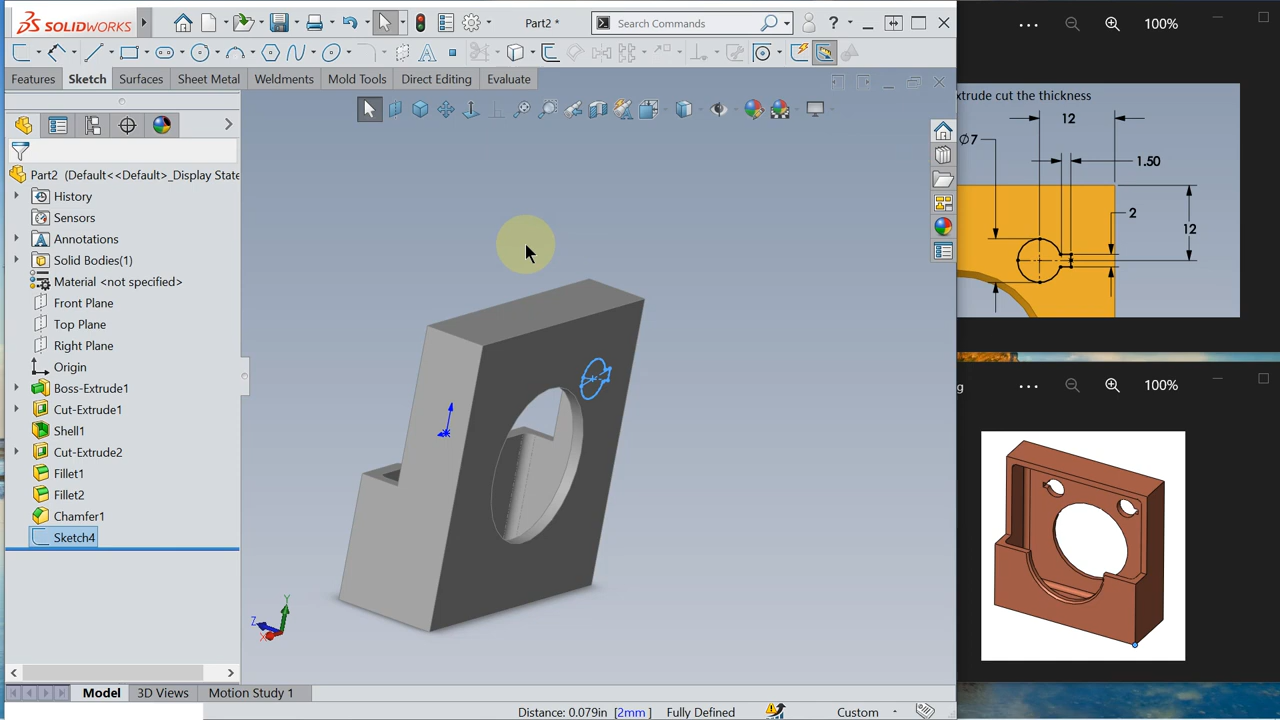 SOLIDWORKS
Part2 *
Search Commands
?
100%
Features
Sketch
Surfaces
Sheet Metal
Weldments
Mold Tools
Direct Editing
Evaluate
xtrude cut the thickness
12
Ø7
1.50
2
12
Part2 (Default<<Default>_Display State
History
Sensors
Annotations
Solid Bodies(1)
Material <not specified>
Front Plane
Top Plane
Right Plane
Origin
Boss-Extrude1
Cut-Extrude1
Shell1
Cut-Extrude2
Fillet1
Fillet2
Chamfer1
Sketch4
g
100%
Y
Z
X
Model
3D Views
Motion Study 1
Distance: 0.079in [2mm]
Fully Defined
Custom